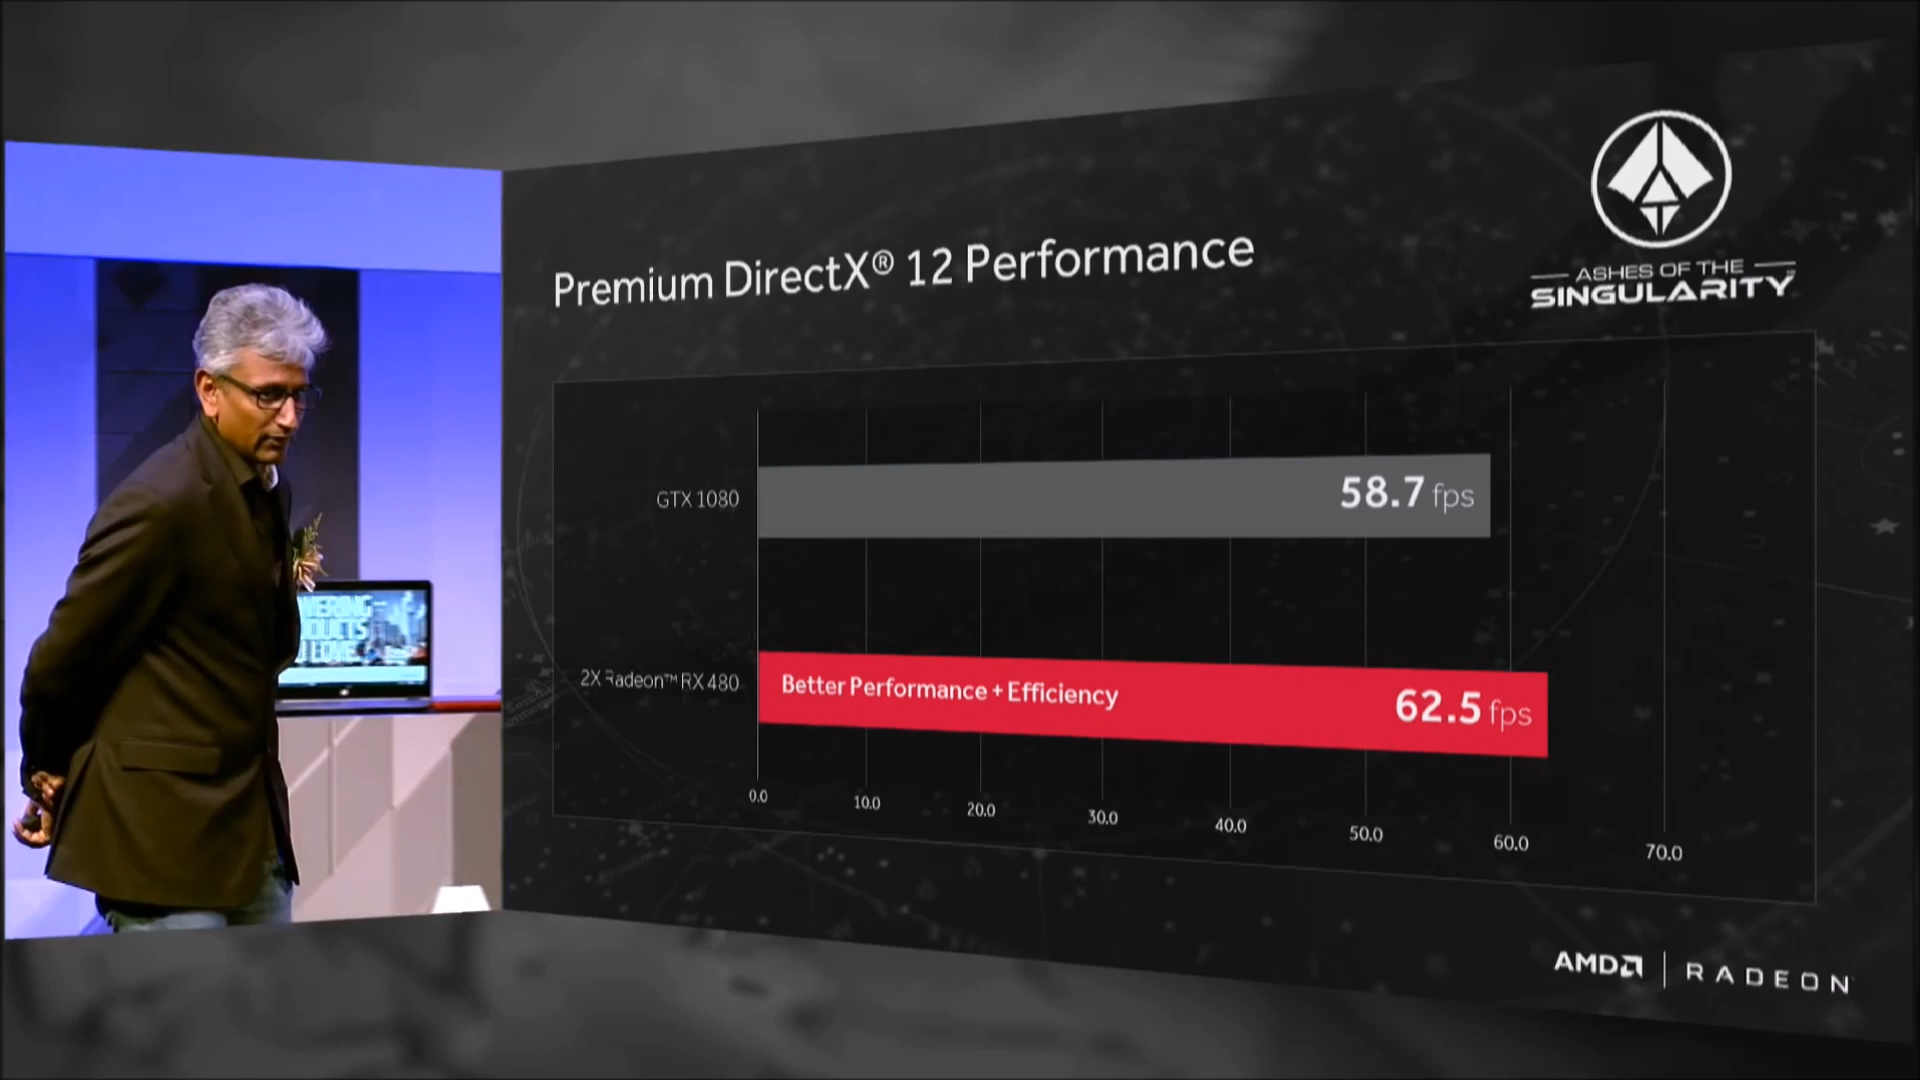 Premium DirectX® 12 Performance
ASHES OF THE
SINGULARITY
GTX 1080
58.7 fps
2X Radeon™ RX 480
Better Performance + Efficiency
62.5 fps
0.0
10.0
20.0
30.0
40.0
50.0
60.0
70.0
AMD
RADEON